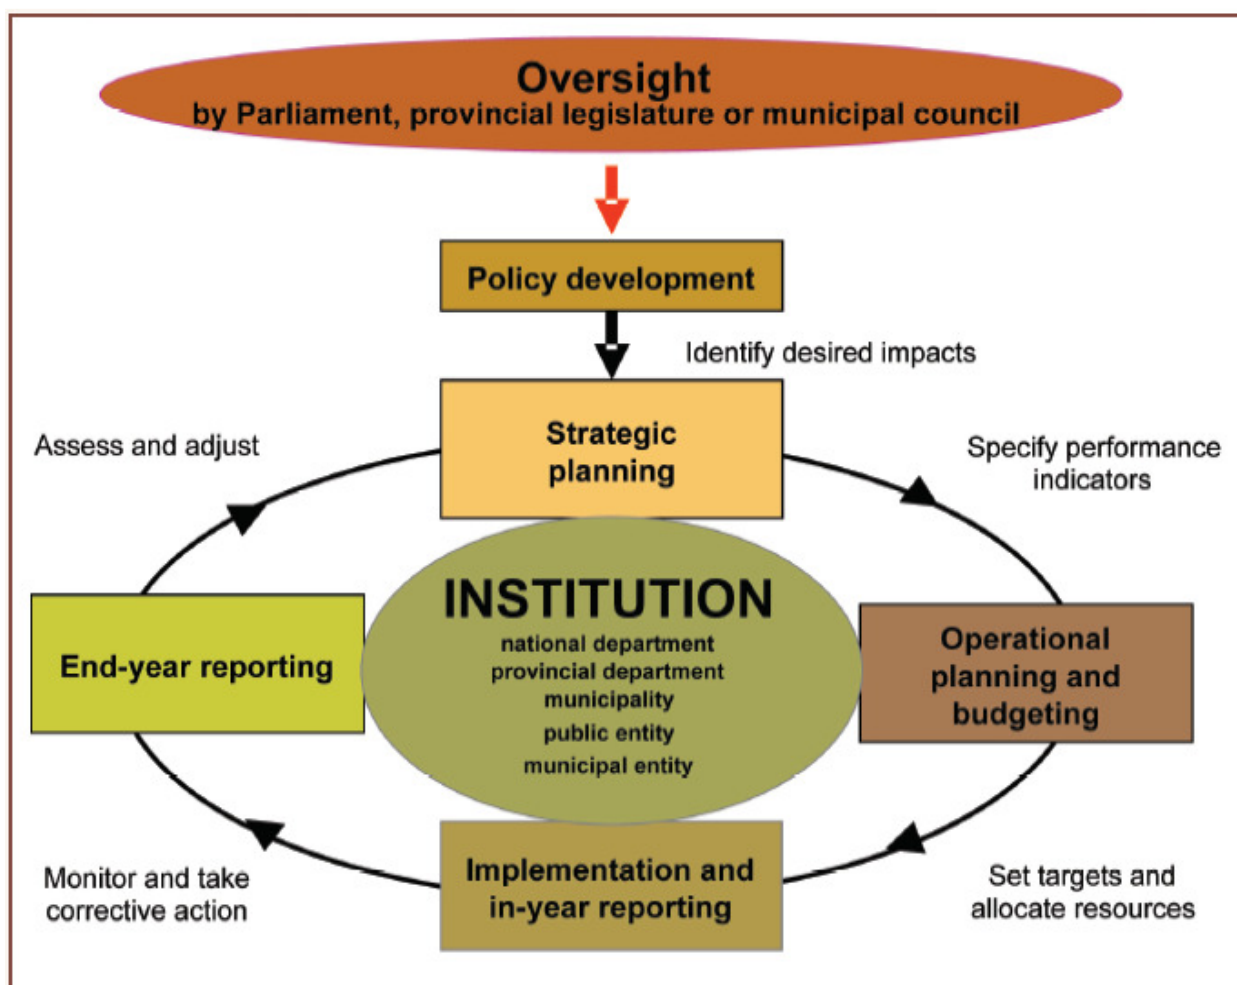 Oversight
by Parliament, provincial legislature or municipal council
Policy development
Identify desired impacts
Strategic
planning
Assess and adjust
Specify performance
indicators
INSTITUTION
national department
provincial department
municipality
public entity
municipal entity
End-year reporting
Operational
planning and
budgeting
Implementation and
in-year reporting
Monitor and take
corrective action
Set targets and
allocate resources